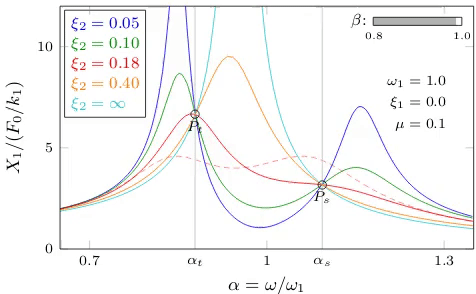 ξ₂ = 0.05
ξ₂ = 0.10
ξ₂ = 0.18
ξ₂ = 0.40
ξ₂ = ∞
β:
0.8 1.0
ω₁ = 1.0
ξ₁ = 0.0
μ = 0.1
10
5
0
X₁/(F₀/k₁)
Pₜ
Pₛ
0.7 αₜ 1 αₛ 1.3
α = ω/ω₁